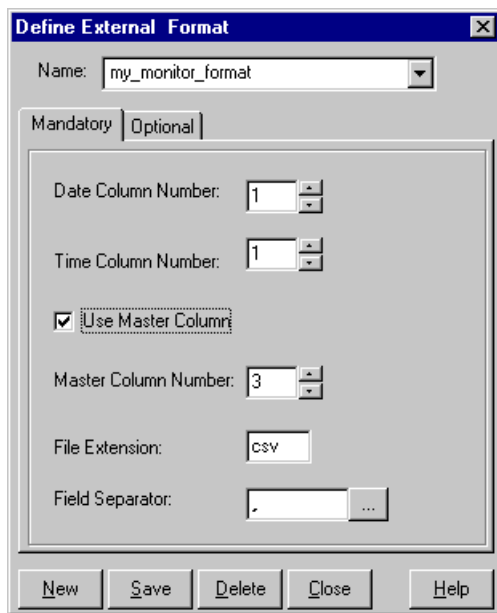 Define External Format
Name: my_monitor_format
Mandatory Optional
Date Column Number: 1
Time Column Number: 1
Use Master Column
Master Column Number: 3
File Extension: csv
Field Separator: , ...
New Save Delete Close Help